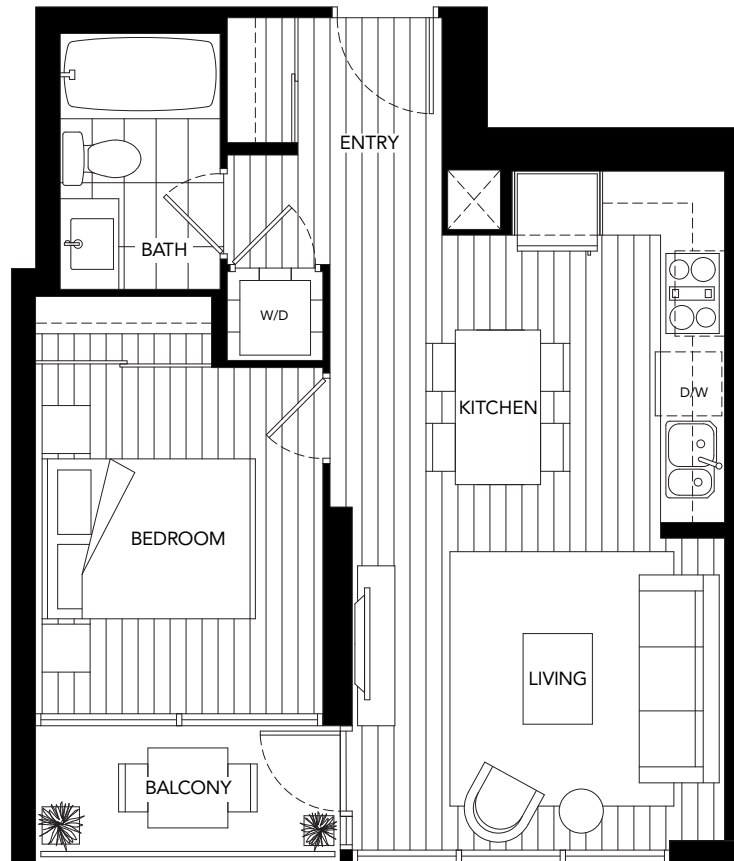 ENTRY
BATH
W/D
D/W
KITCHEN
BEDROOM
LIVING
BALCONY